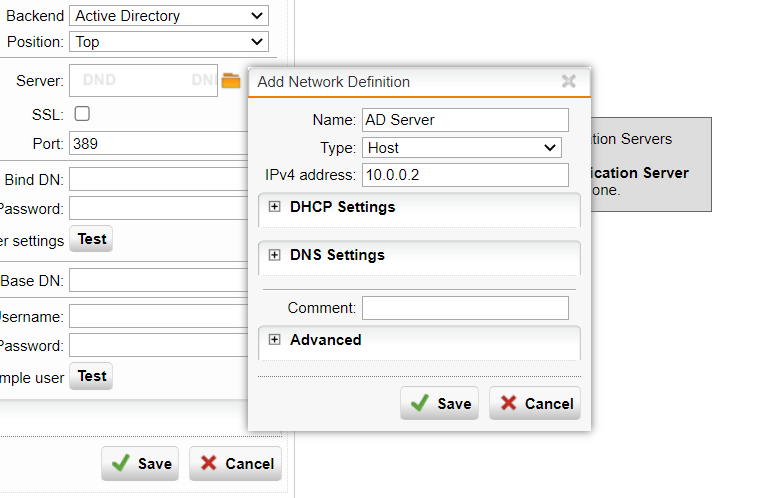 Backend Active Directory
Position: Top
Server: DND DN
SSL:
Port: 389
Bind DN:
Password:
er settings Test
Base DN:
sername:
Password:
mple user Test
Save Cancel
Add Network Definition
Name: AD Server
Type: Host
IPv4 address: 10.0.0.2
DHCP Settings
DNS Settings
Comment:
Advanced
Save Cancel
tion Servers
ication Server
one.